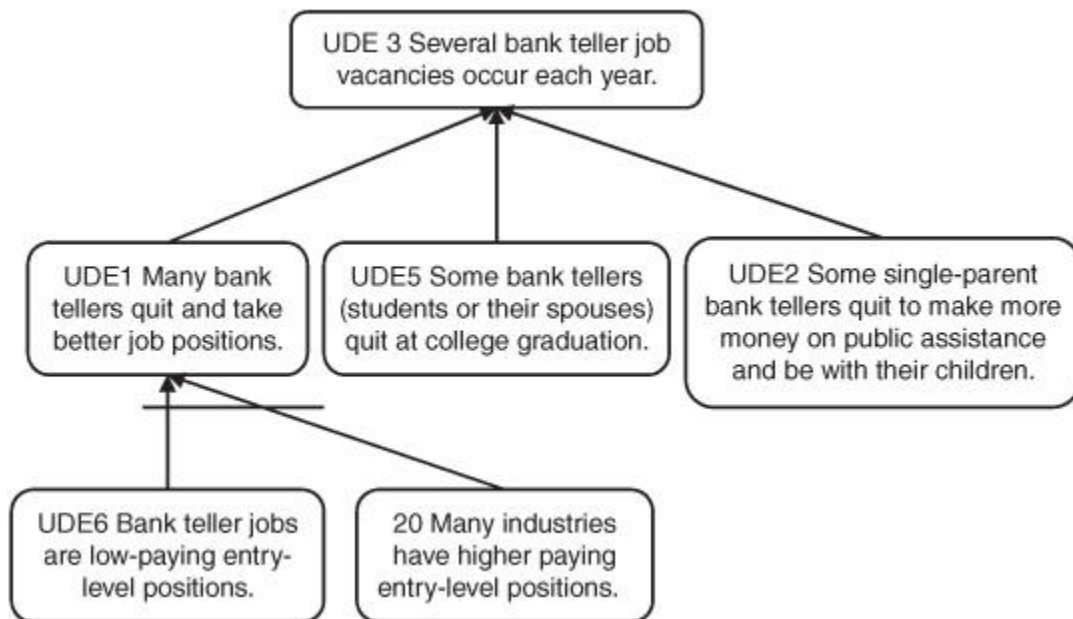 UDE 3 Several bank teller job
vacancies occur each year.
UDE1 Many bank
tellers quit and take
better job positions.
UDE5 Some bank tellers
(students or their spouses)
quit at college graduation.
UDE2 Some single-parent
bank tellers quit to make more
money on public assistance
and be with their children.
UDE6 Bank teller jobs
are low-paying entry-
level positions.
20 Many industries
have higher paying
entry-level positions.